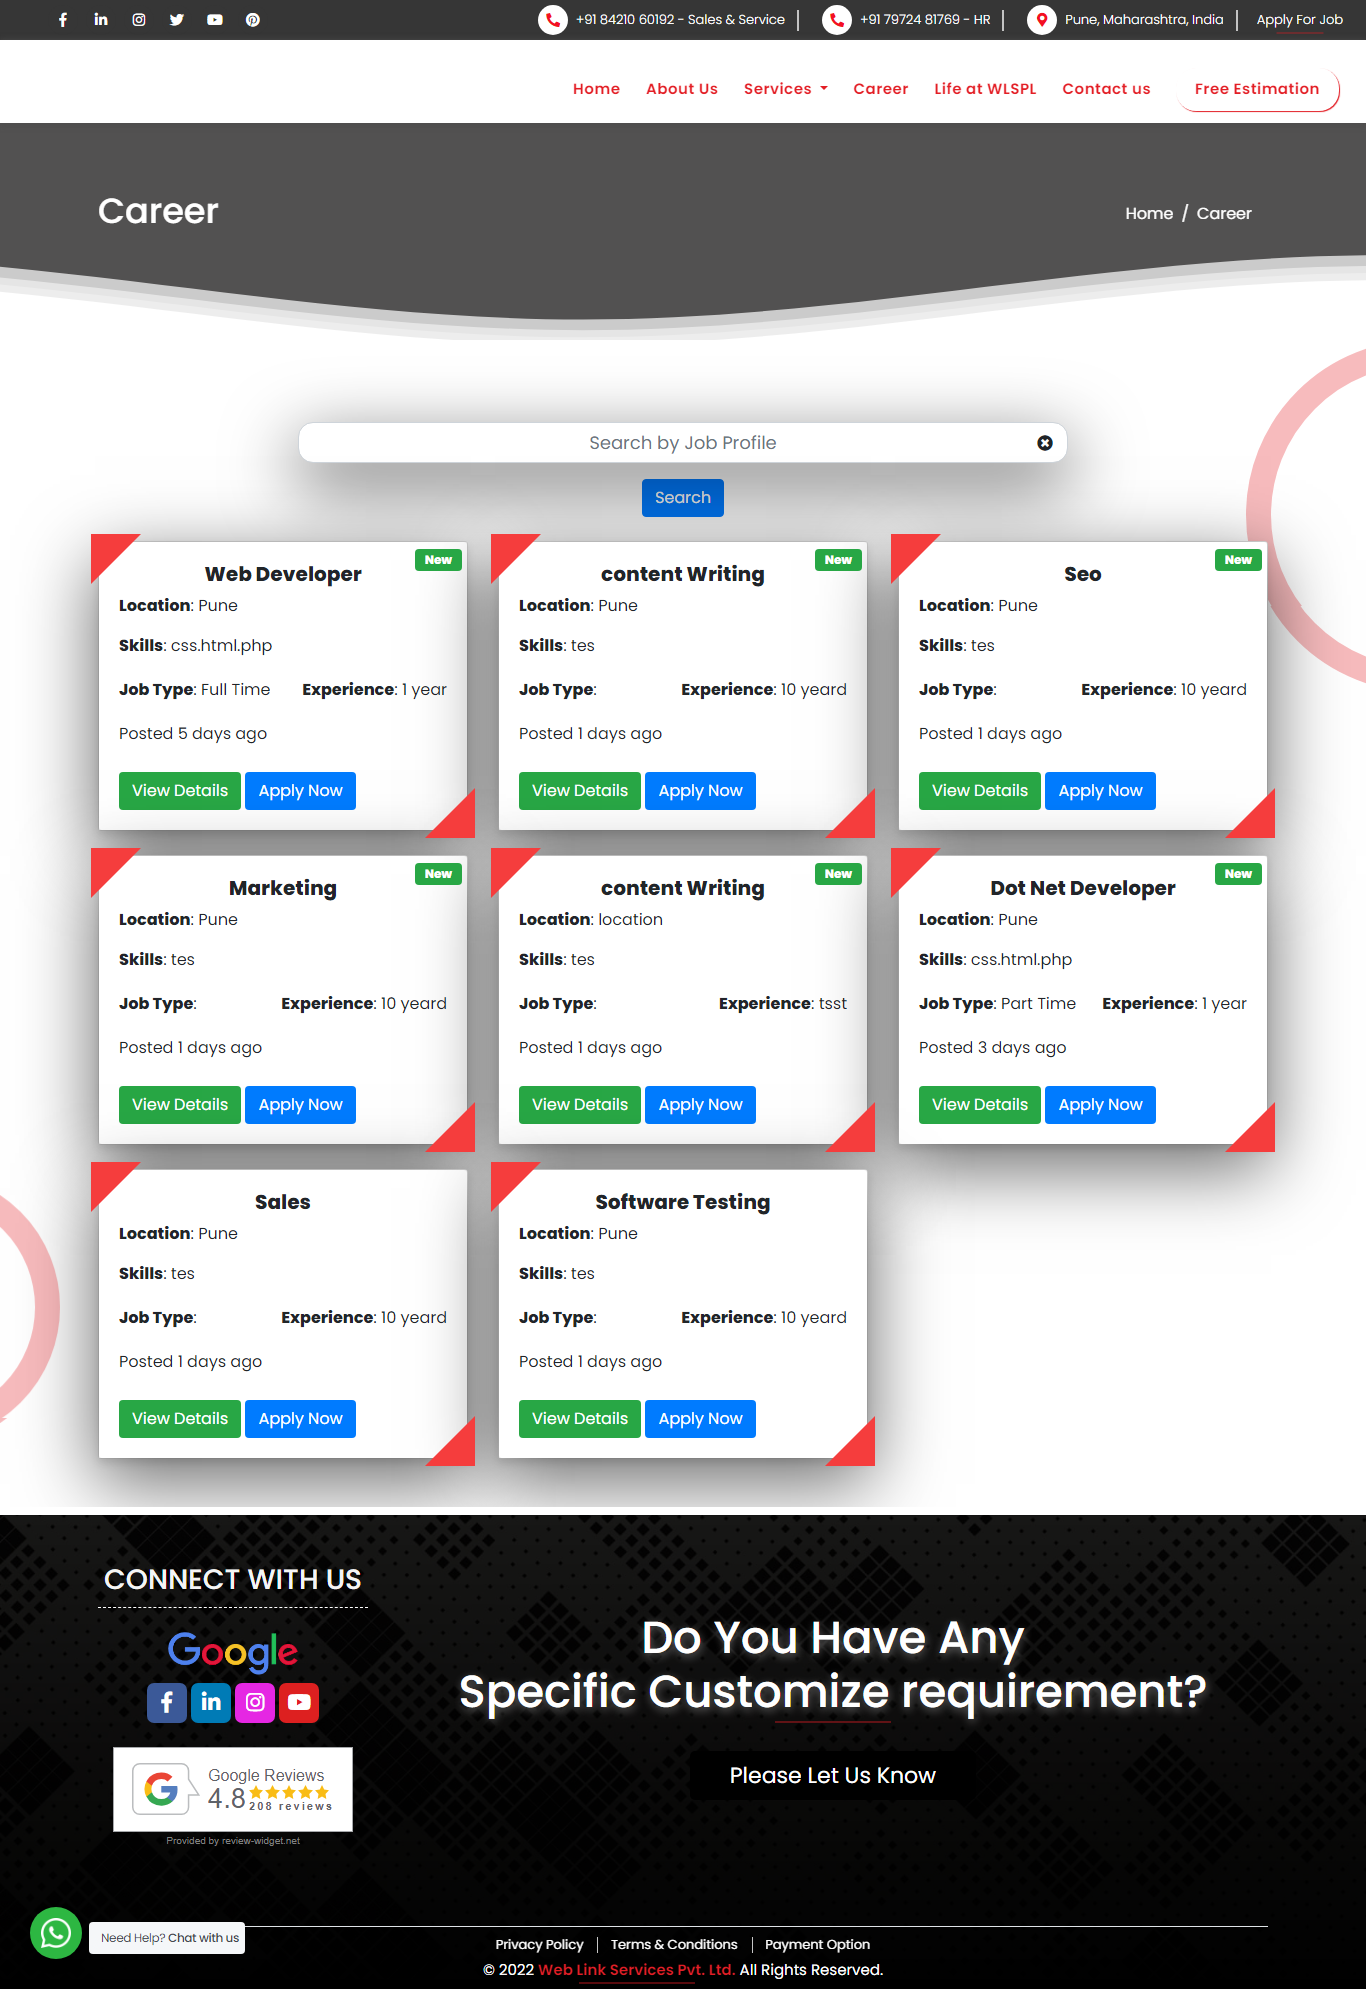 +91 84210 60192 - Sales & Service
+91 79724 81769 - HR
Pune, Maharashtra, India
Apply For Job
Home
About Us
Services
Career
Life at WLSPL
Contact us
Free Estimation
Career
Home / Career
Search by Job Profile
Search
New
Web Developer
Location: Pune
Skills: css.html.php
Job Type: Full Time
Experience: 1 year
Posted 5 days ago
View Details
Apply Now
New
content Writing
Location: Pune
Skills: tes
Job Type:
Experience: 10 yeard
Posted 1 days ago
View Details
Apply Now
New
Seo
Location: Pune
Skills: tes
Job Type:
Experience: 10 yeard
Posted 1 days ago
View Details
Apply Now
New
Marketing
Location: Pune
Skills: tes
Job Type:
Experience: 10 yeard
Posted 1 days ago
View Details
Apply Now
New
content Writing
Location: location
Skills: tes
Job Type:
Experience: tsst
Posted 1 days ago
View Details
Apply Now
New
Dot Net Developer
Location: Pune
Skills: css.html.php
Job Type: Part Time
Experience: 1 year
Posted 3 days ago
View Details
Apply Now
Sales
Location: Pune
Skills: tes
Job Type:
Experience: 10 yeard
Posted 1 days ago
View Details
Apply Now
Software Testing
Location: Pune
Skills: tes
Job Type:
Experience: 10 yeard
Posted 1 days ago
View Details
Apply Now
CONNECT WITH US
Google
Google Reviews
4.8
208 reviews
Provided by review-widget.net
Do You Have Any
Specific Customize requirement?
Please Let Us Know
Need Help? Chat with us
Privacy Policy
Terms & Conditions
Payment Option
© 2022 Web Link Services Pvt. Ltd. All Rights Reserved.